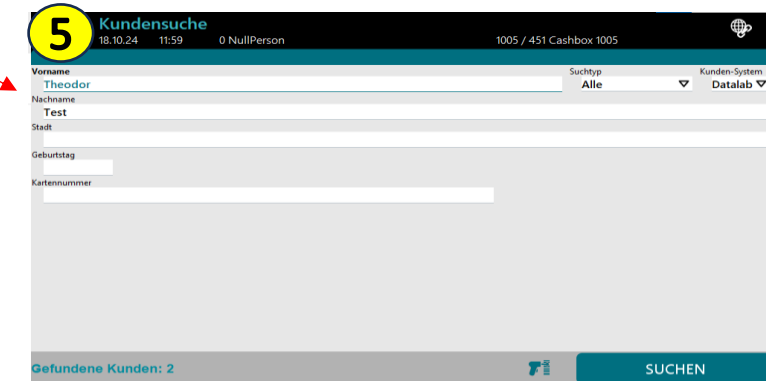 5
Kundensuche
18.10.24 11:59 0 NullPerson 1005 / 451 Cashbox 1005
Vorname Suchtyp Kunden-System
Theodor Alle Datalab
Nachname
Test
Stadt
Geburtstag
Kartennummer
Gefundene Kunden: 2 SUCHEN